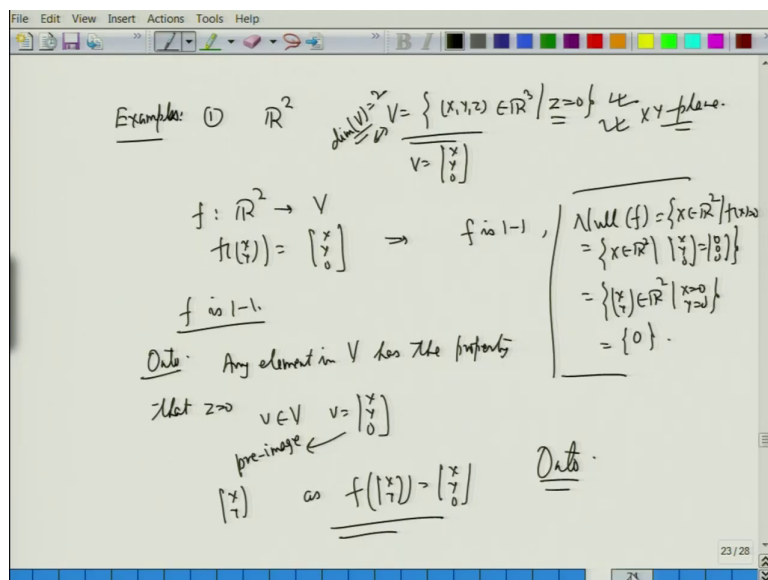 File Edit View Insert Actions Tools Help
B I
Examples: ① ℝ² dim(V)=2 V = { (x,y,z) ∈ ℝ³ | z=0 } xy-plane.
V = [x y 0]
f : ℝ² → V
f([x y]) = [x y 0] ⇒ f is 1-1,
Null(f) = {x∈ℝ² | f(x)=0
= {x∈ℝ² | [x y 0] = [0 0 0]}
= {[x y] ∈ ℝ² | x=0 y=0}
= {0}.
f is 1-1.
Onto. Any element in V has the property
that z=0 v∈V v = [x y 0]
pre-image
[x y] as f([x y]) = [x y 0] Onto.
23 / 28